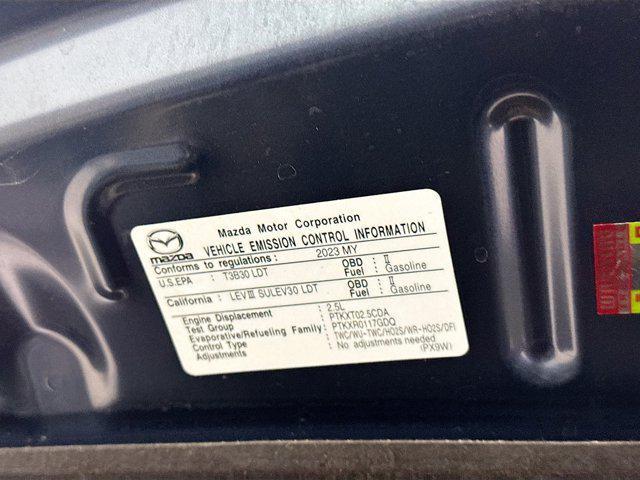 mazda
Mazda Motor Corporation
VEHICLE EMISSION CONTROL INFORMATION
Conforms to regulations : 2023 MY
U.S.EPA : T3B30 LDT OBD : II
Fuel : Gasoline
California : LEVIII SULEV30 LDT OBD : II
Fuel : Gasoline
Engine Displacement : 2.5L
Test Group : PTKXT02.5CDA
Evaporative/Refueling Family : PTKXR0117GDQ
Control Type : TWC/WU-TWC/HO2S/WR-HO2S/DFI
Adjustments : No adjustments needed
(PX9W)